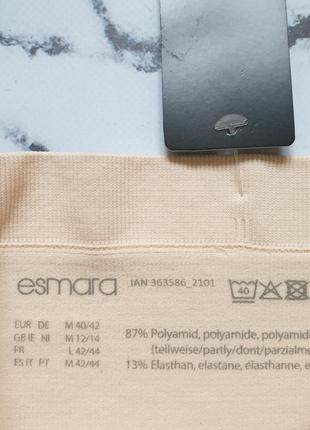 esmara IAN 363586_2101 40
EUR DE M 40/42
GB IE NI M 12/14
FR L 42/44
ES IT PT M 42/44
87% Polyamid, polyamide, polyamide
(teilweise/partly/dont/parzialme
13% Elasthan, elastane, élasthanne, e